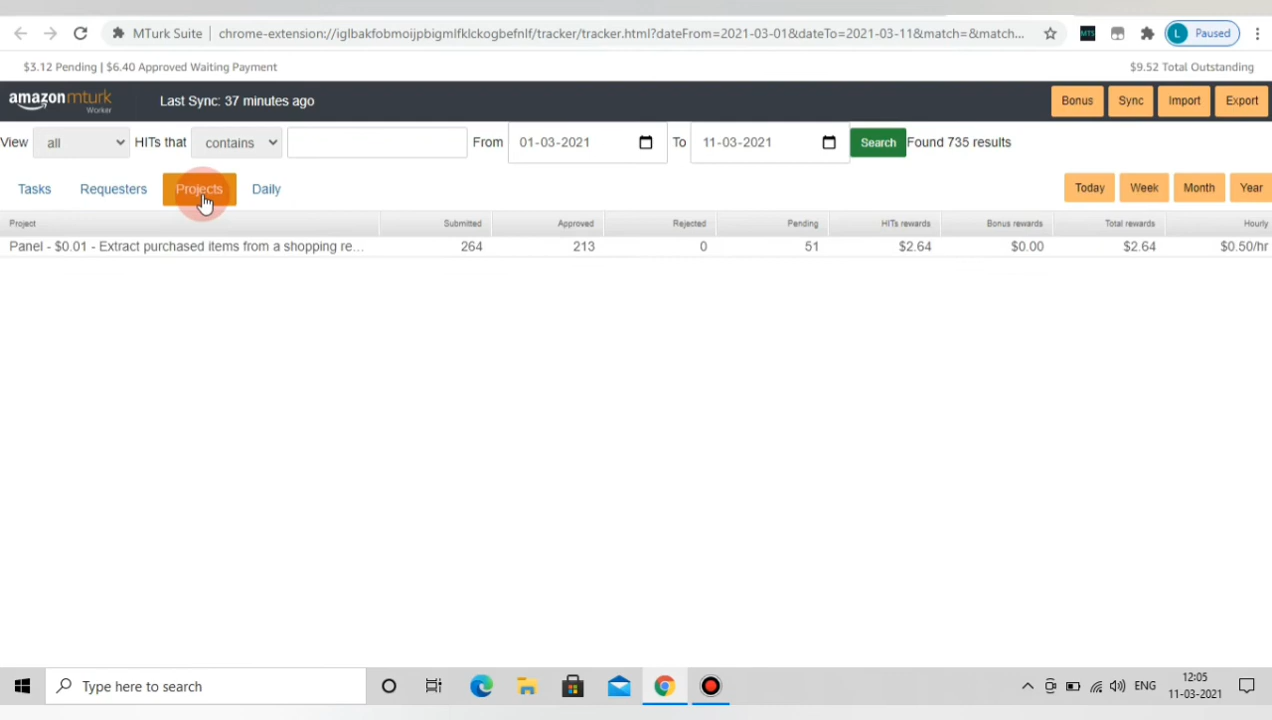 MTurk Suite chrome-extension://iglbakfobmoijpbigmlfklckogbefnlf/tracker/tracker.html?dateFrom=2021-03-01&dateTo=2021-03-11&match=&match... MTS L Paused
$3.12 Pending | $6.40 Approved Waiting Payment $9.52 Total Outstanding
amazonmturk Last Sync: 37 minutes ago Bonus Sync Import Export
Worker
View all HITs that contains From 01-03-2021 To 11-03-2021 Search Found 735 results
Tasks Requesters Projects Daily Today Week Month Year
Project Submitted Approved Rejected Pending HITs rewards Bonus rewards Total rewards Hourly
Panel - $0.01 - Extract purchased items from a shopping re... 264 213 0 51 $2.64 $0.00 $2.64 $0.50/hr
Type here to search ENG 12:05
11-03-2021